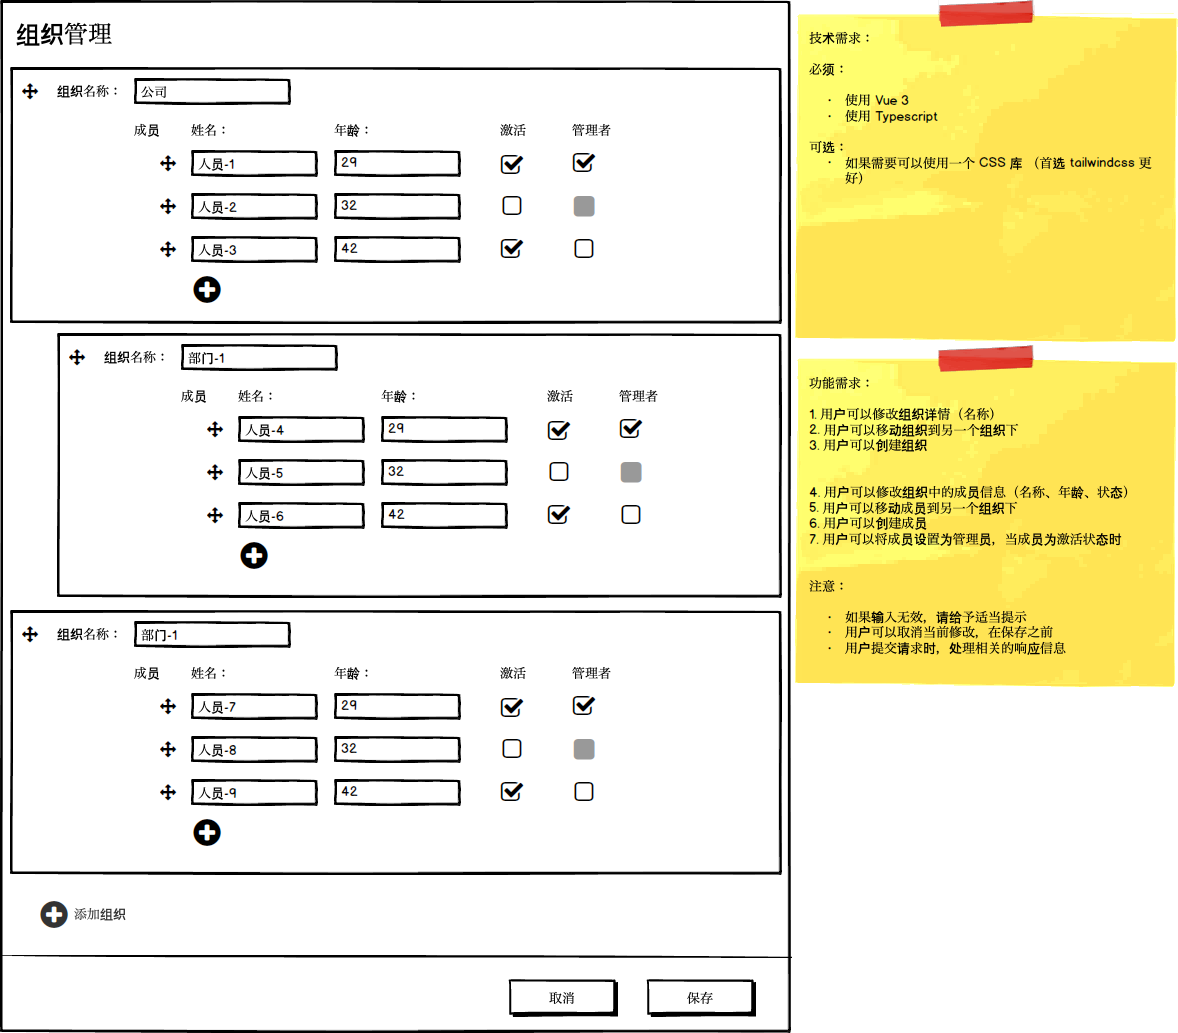 组织管理
组织名称： 公司
成员 姓名： 年龄： 激活 管理者
人员-1 29
人员-2 32
人员-3 42
组织名称： 部门-1
成员 姓名： 年龄： 激活 管理者
人员-4 29
人员-5 32
人员-6 42
组织名称： 部门-1
成员 姓名： 年龄： 激活 管理者
人员-7 29
人员-8 32
人员-9 42
添加组织
取消 保存
技术需求：
必须：
· 使用 Vue 3
· 使用 Typescript
可选：
· 如果需要可以使用一个 CSS 库 （首选 tailwindcss 更
好）
功能需求：
1. 用户可以修改组织详情（名称）
2. 用户可以移动组织到另一个组织下
3. 用户可以创建组织
4. 用户可以修改组织中的成员信息（名称、年龄、状态）
5. 用户可以移动成员到另一个组织下
6. 用户可以创建成员
7. 用户可以将成员设置为管理员，当成员为激活状态时
注意：
· 如果输入无效，请给予适当提示
· 用户可以取消当前修改，在保存之前
· 用户提交请求时，处理相关的响应信息